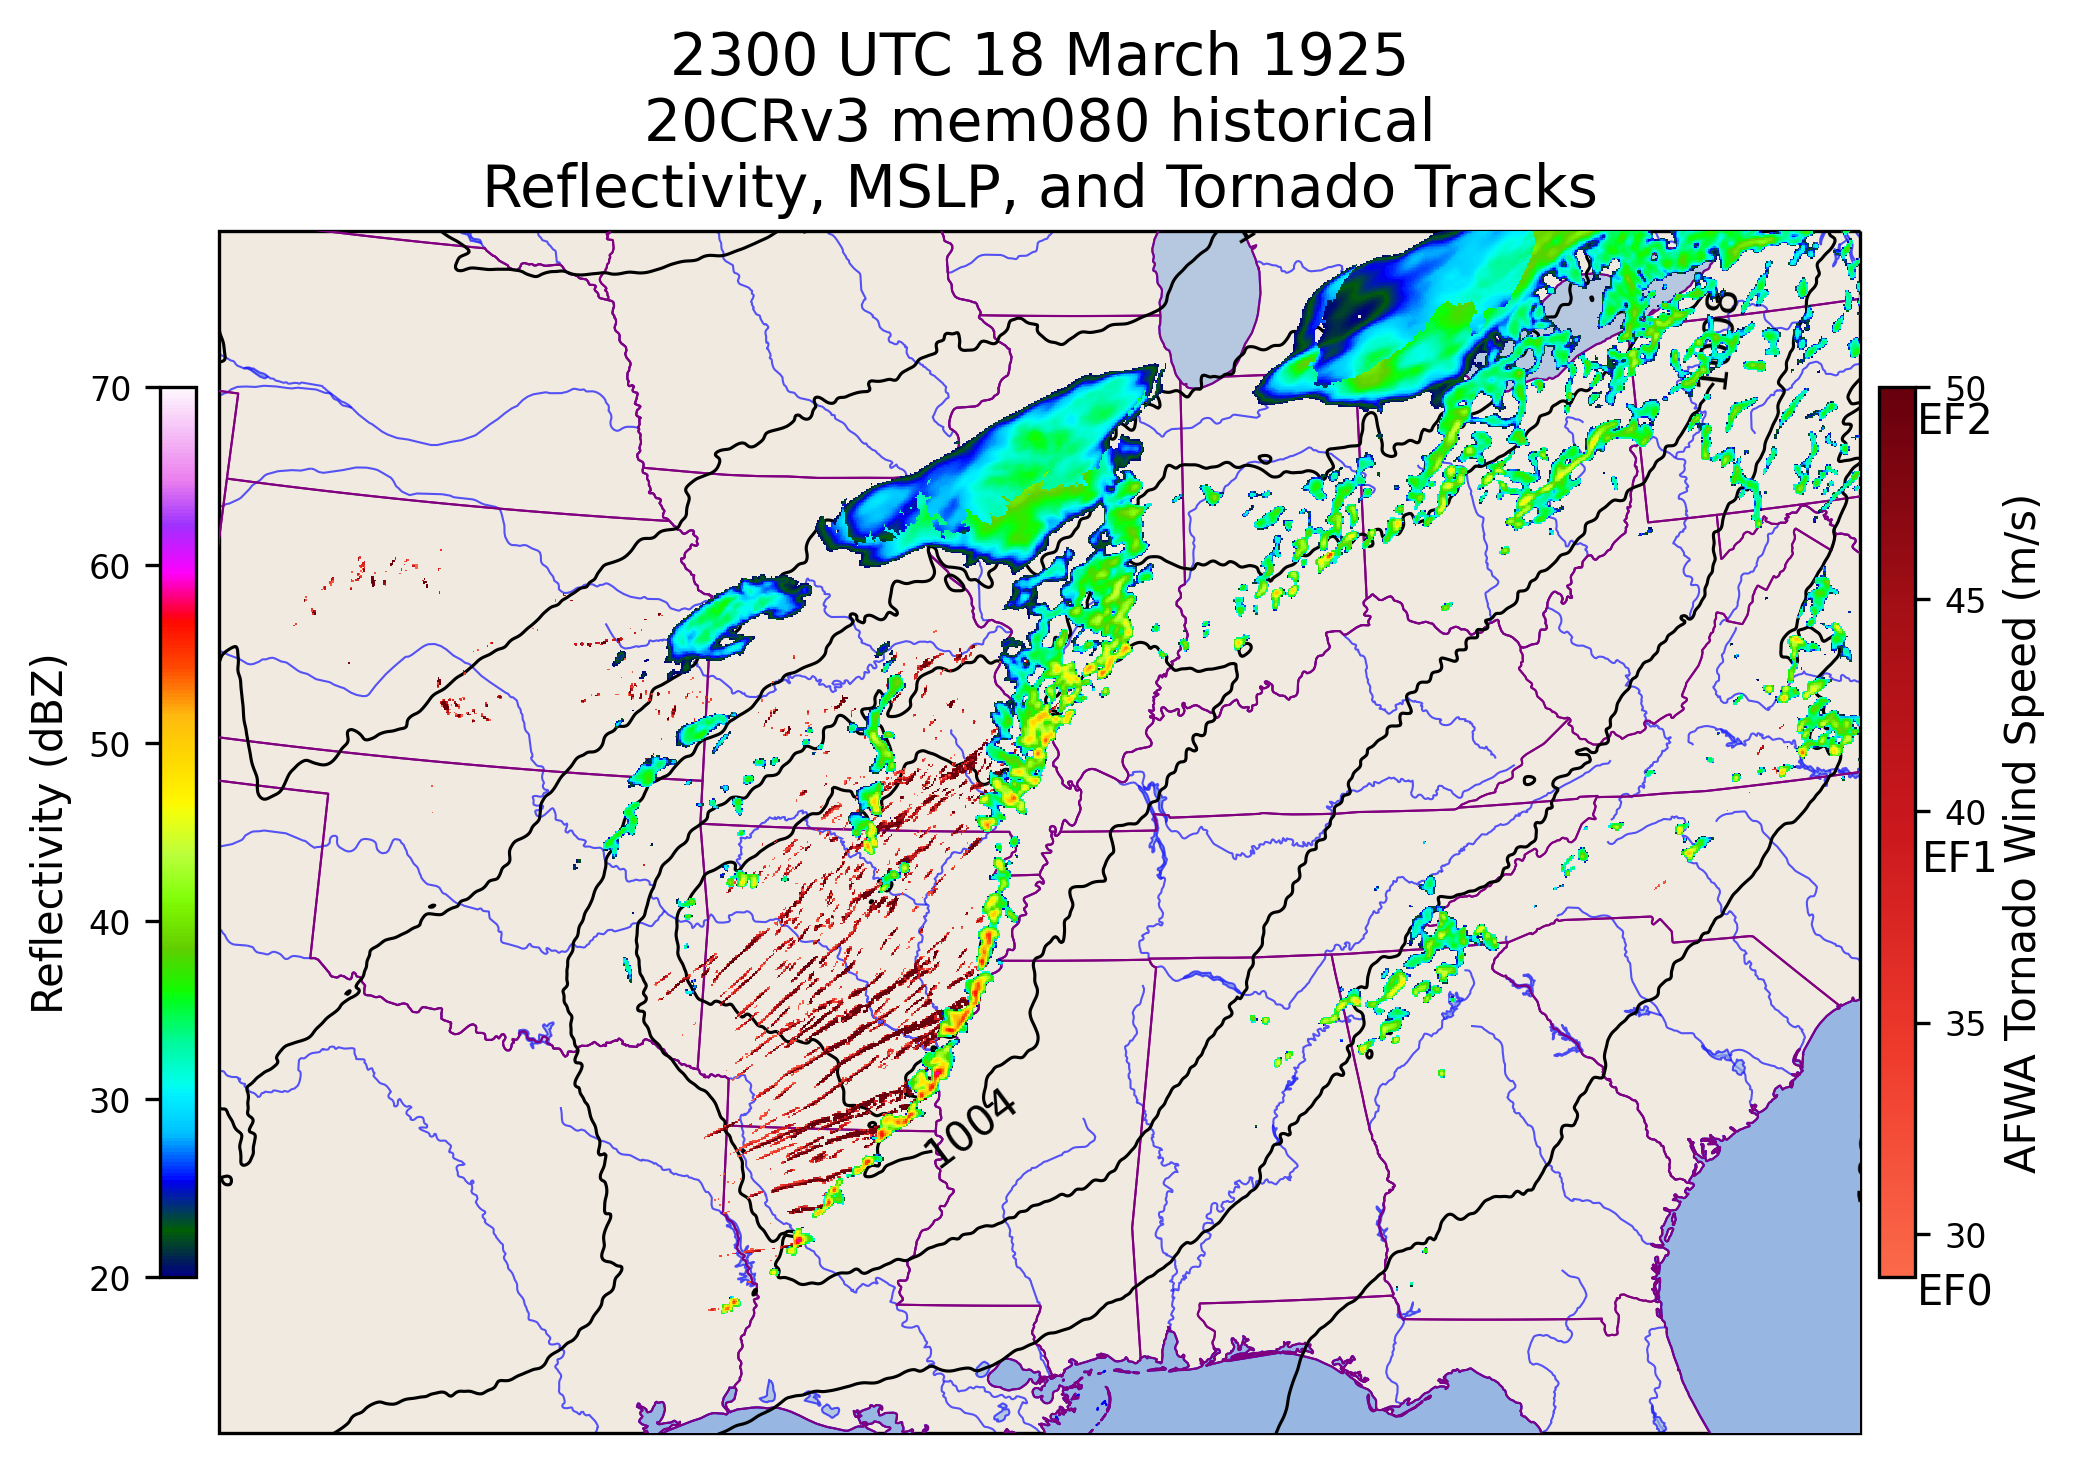 2300 UTC 18 March 1925
20CRv3 mem080 historical
Reflectivity, MSLP, and Tornado Tracks
70
60
50
40
30
20
Reflectivity (dBZ)
1008
1004
50
EF2
45
40
EF1
35
30
EF0
AFWA Tornado Wind Speed (m/s)